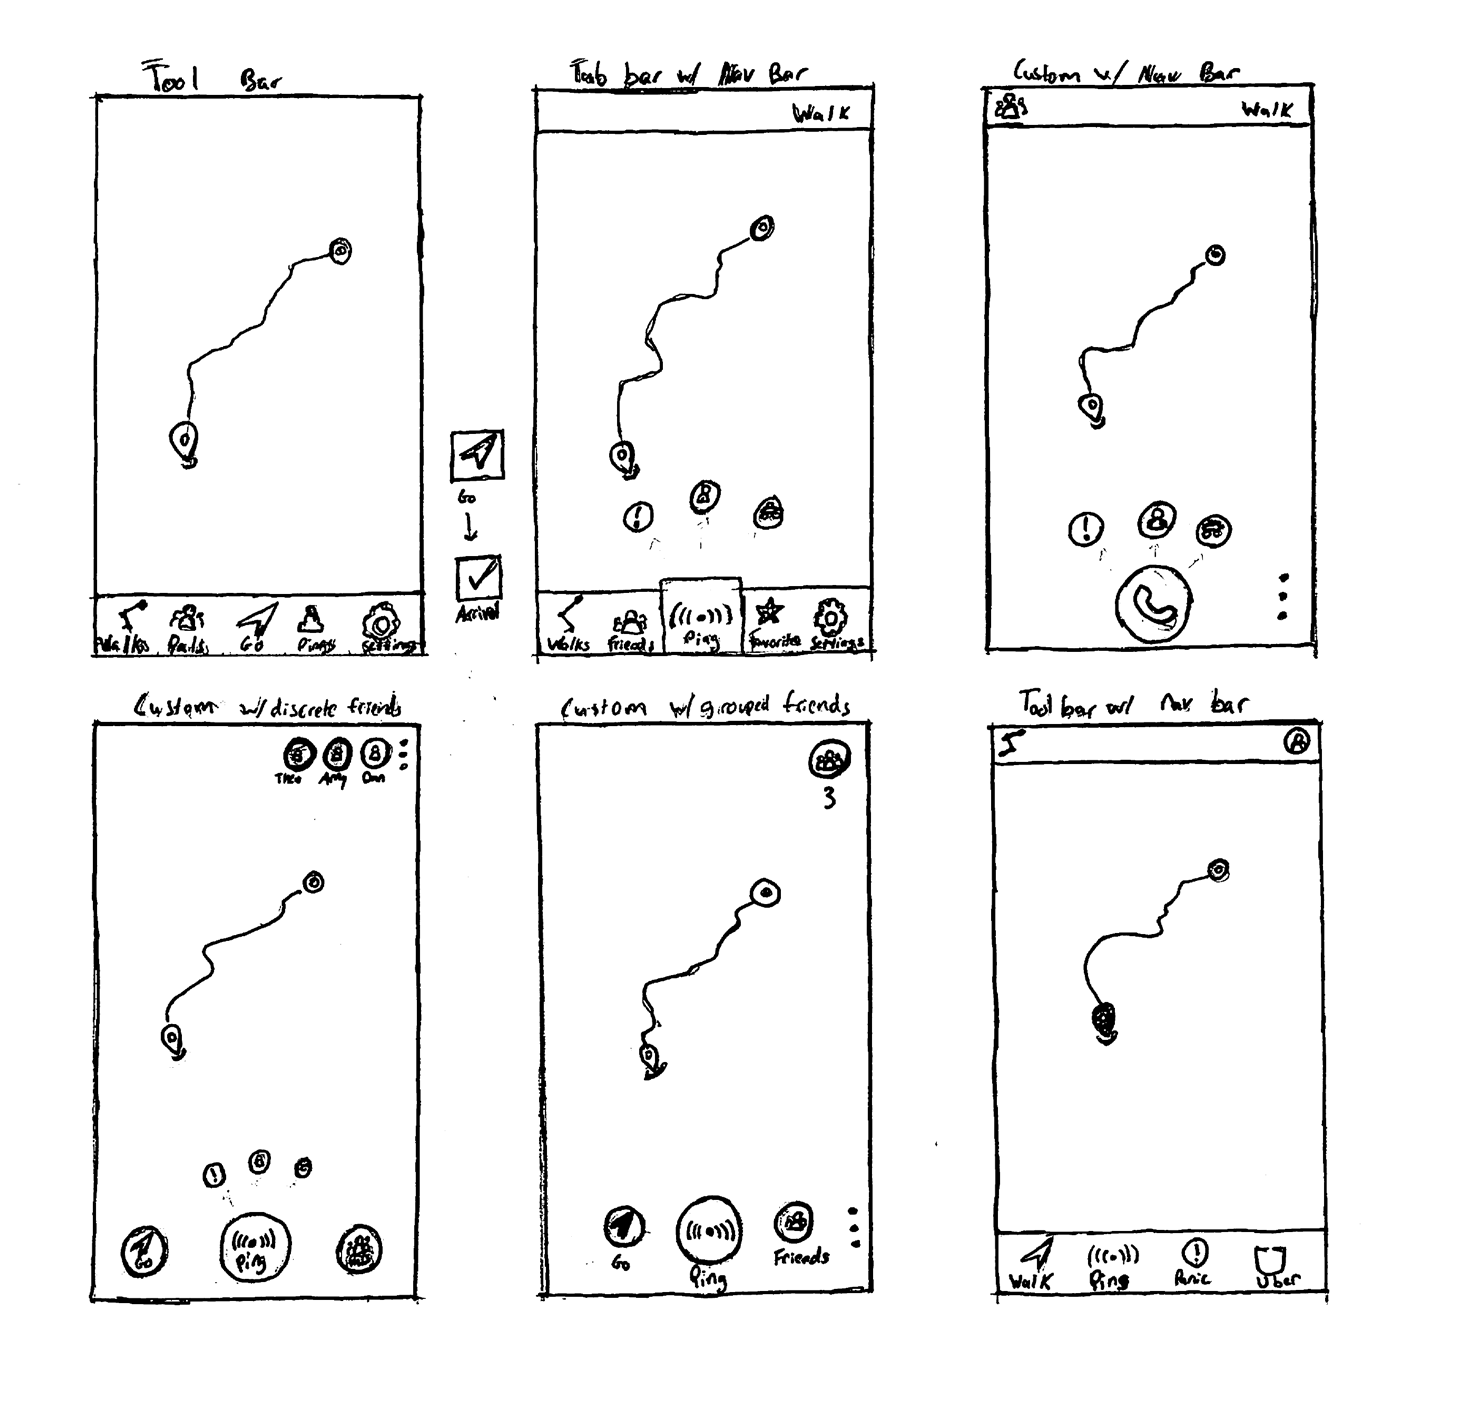 Tool Bar
Tab bar w/ Nav Bar
Custom w/ Nav Bar
Walk
Walk
Go
Arrival
Walks
Go
Pings
Settings
Walks
Friends
Ping
Favorites
Settings
Custom w/ discrete friends
Custom w/ grouped friends
Tool bar w/ nav bar
Theo
Amy
Dan
3
Go
Ping
Go
Ping
Friends
Walk
Ping
Panic
Uber